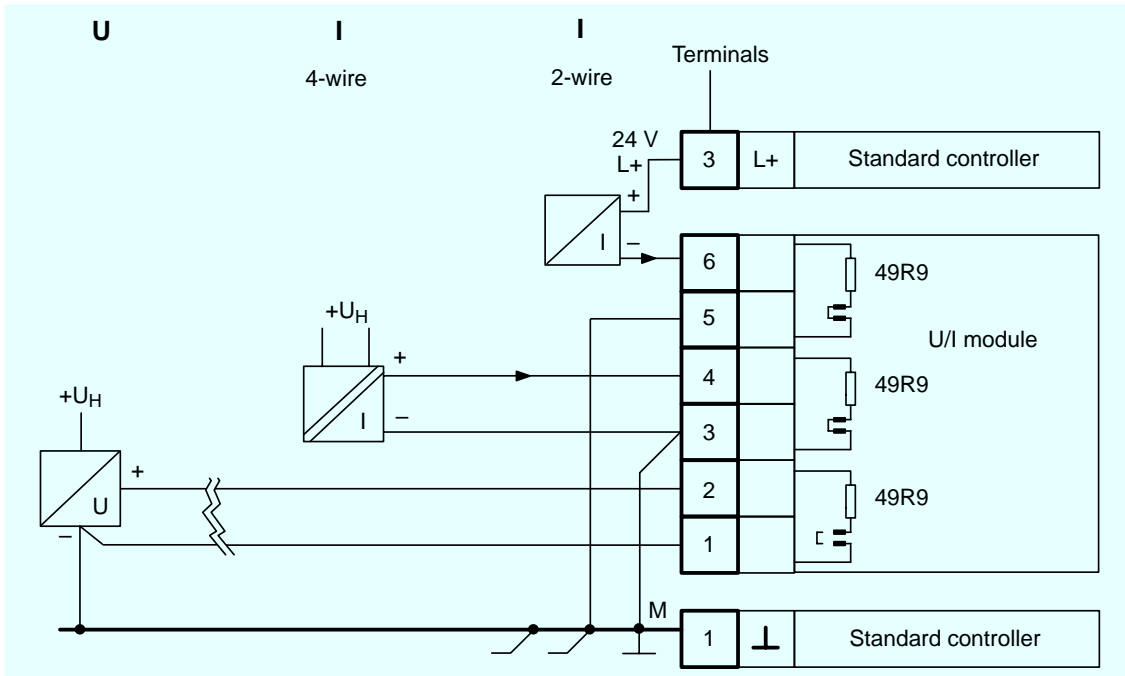 U I I
4-wire 2-wire
Terminals
24 V
L+
3 L+ Standard controller
+
I –
6 49R9
5
U/I module
+UH
+
4 49R9
I –
3
+UH
+
2 49R9
U
–
1
M
1 ⊥ Standard controller